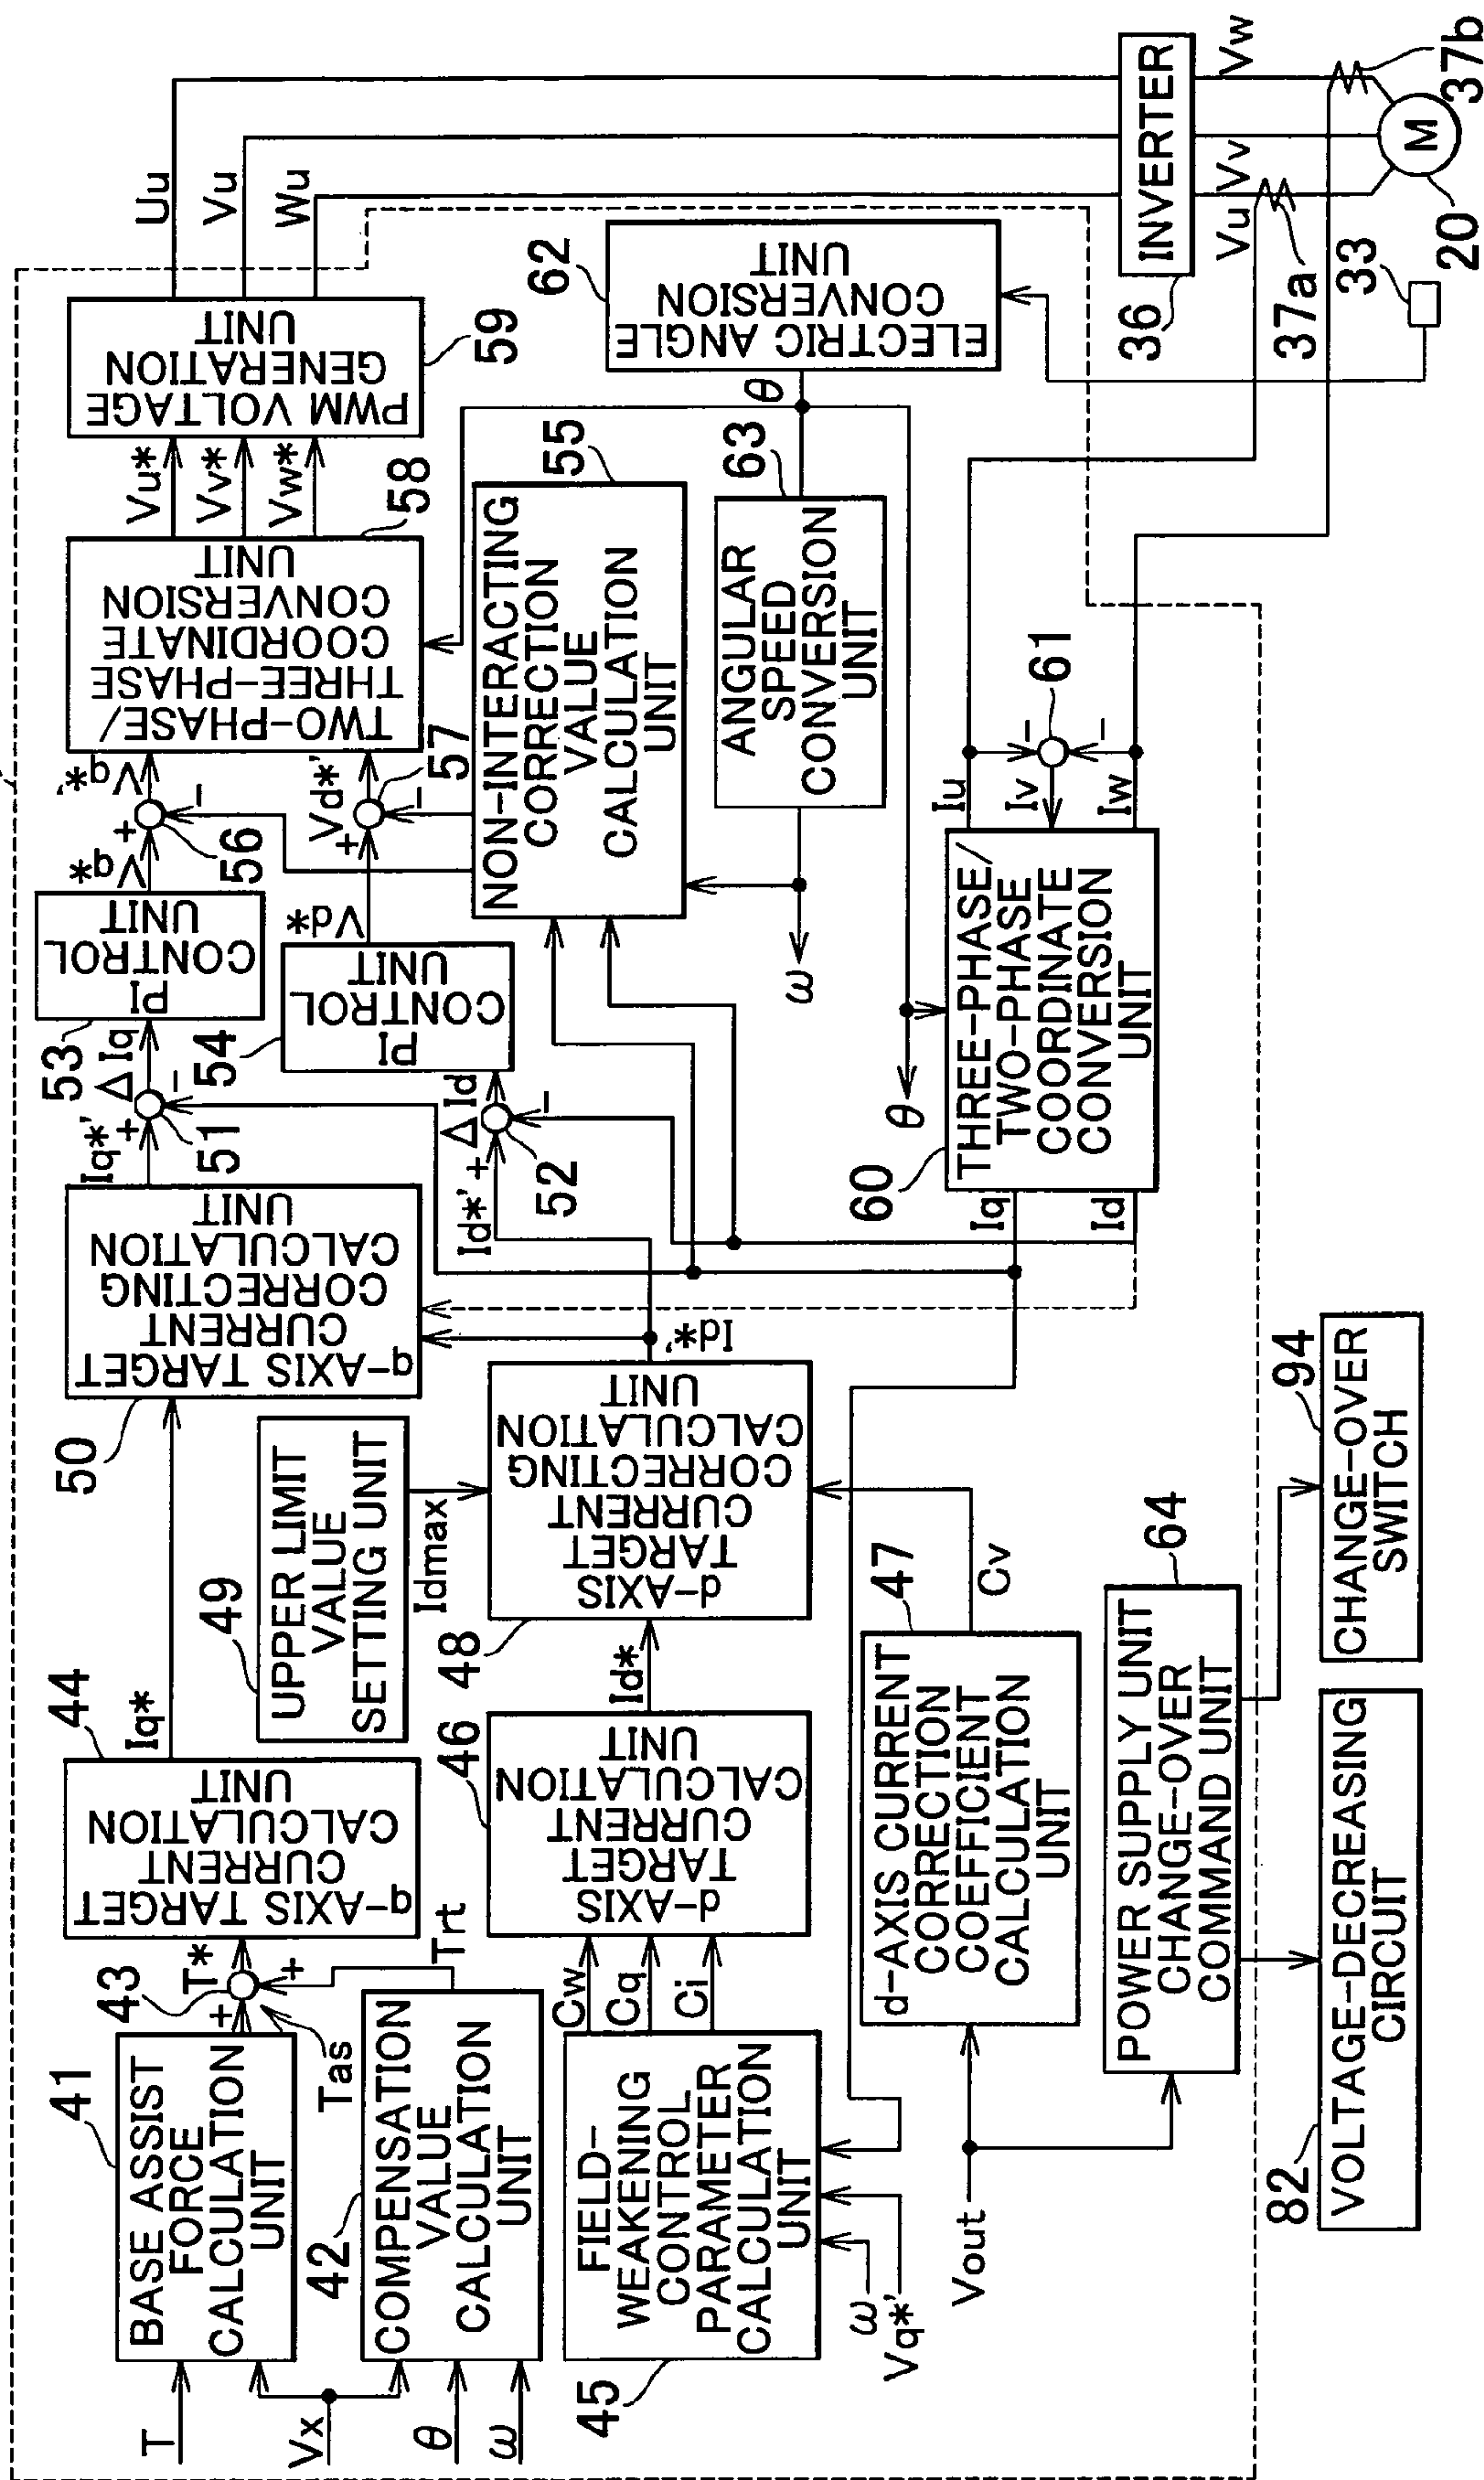 T
Vx
θ
ω
BASE ASSIST
FORCE
CALCULATION
UNIT
41
COMPENSATION
VALUE
CALCULATION
UNIT
42
Tas
Trt
+
+
43
T*
q-AXIS TARGET
CURRENT
CALCULATION
UNIT
44
Iq*
FIELD-
WEAKENING
CONTROL
PARAMETER
CALCULATION
UNIT
45
ω
Vq*'
Cw
Cq
Ci
d-AXIS
TARGET
CURRENT
CALCULATION
UNIT
46
Id*
UPPER LIMIT
VALUE
SETTING UNIT
49
Idmax
d-AXIS
TARGET
CURRENT
CORRECTING
CALCULATION
UNIT
48
Id*'
Vout
d-AXIS CURRENT
CORRECTION
COEFFICIENT
CALCULATION
UNIT
47
Cv
POWER SUPPLY UNIT
CHANGE-OVER
COMMAND UNIT
64
VOLTAGE-DECREASING
CIRCUIT
82
CHANGE-OVER
SWITCH
94
q-AXIS TARGET
CURRENT
CORRECTING
CALCULATION
UNIT
50
Iq*'
+
-
51
ΔIq
PI
CONTROL
UNIT
53
Vq*
+
-
56
Vq*'
Id*'
+
-
52
ΔId
PI
CONTROL
UNIT
54
Vd*
+
-
57
Vd*'
TWO-PHASE/
THREE-PHASE
COORDINATE
CONVERSION
UNIT
58
Vu*
Vv*
Vw*
PWM VOLTAGE
GENERATION
UNIT
59
Uu
Vu
Wu
NON-INTERACTING
CORRECTION
VALUE
CALCULATION
UNIT
55
ANGULAR
SPEED
CONVERSION
UNIT
63
ω
θ
ELECTRIC ANGLE
CONVERSION
UNIT
62
θ
THREE-PHASE/
TWO-PHASE
COORDINATE
CONVERSION
UNIT
60
Iq
Id
Iu
Iv
Iw
-
-
61
INVERTER
36
Vu
Vv
Vw
37a
37b
M
20
33